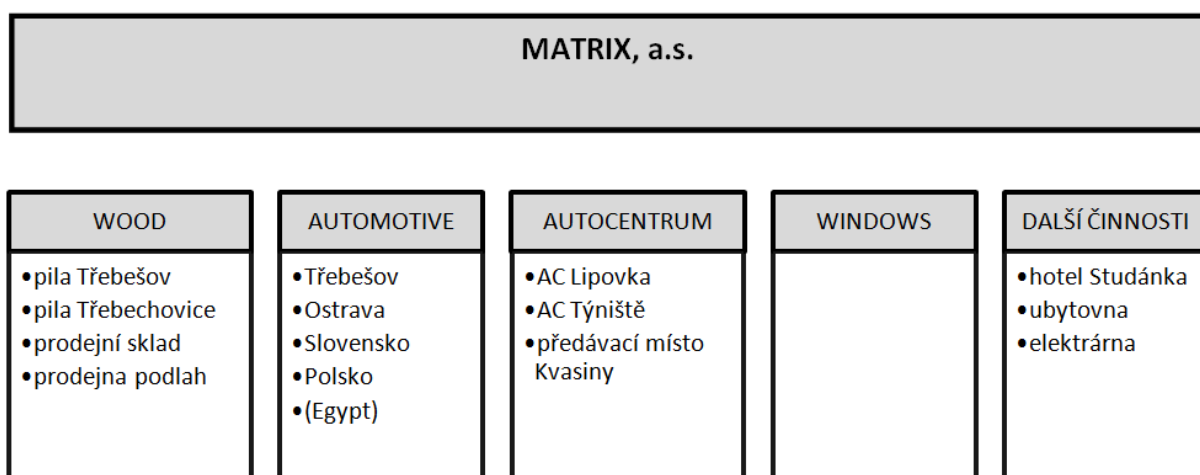 MATRIX, a.s.
WOOD
•pila Třebešov
•pila Třebechovice
•prodejní sklad
•prodejna podlah
AUTOMOTIVE
•Třebešov
•Ostrava
•Slovensko
•Polsko
•(Egypt)
AUTOCENTRUM
•AC Lipovka
•AC Týniště
•předávací místo
Kvasiny
WINDOWS
DALŠÍ ČINNOSTI
•hotel Studánka
•ubytovna
•elektrárna